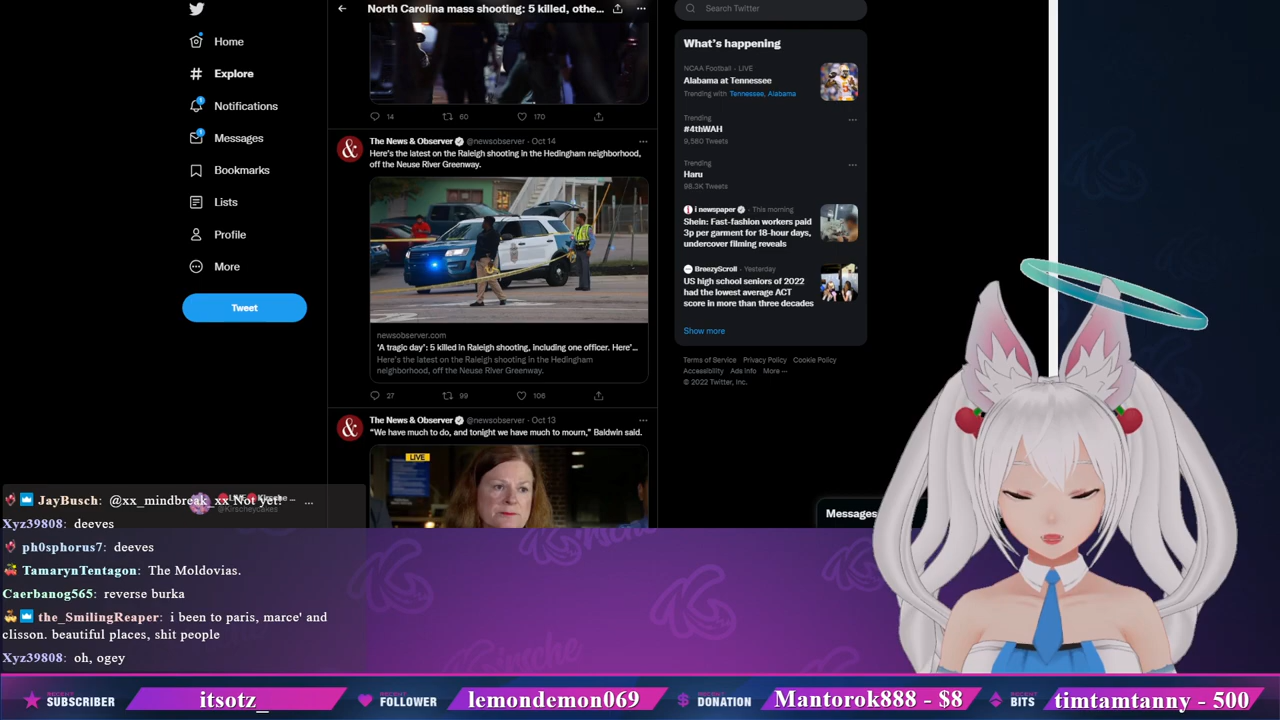 Home
Explore
Notifications
Messages
Bookmarks
Lists
Profile
More
Tweet
North Carolina mass shooting: 5 killed, othe...
14
60
170
The News & Observer @newsobserver · Oct 14
Here's the latest on the Raleigh shooting in the Hedingham neighborhood,
off the Neuse River Greenway.
newsobserver.com
'A tragic day': 5 killed in Raleigh shooting, including one officer. Here'...
Here's the latest on the Raleigh shooting in the Hedingham
neighborhood, off the Neuse River Greenway.
27
99
106
The News & Observer @newsobserver · Oct 13
"We have much to do, and tonight we have much to mourn," Baldwin said.
LIVE
Search Twitter
What's happening
NCAA Football · LIVE
Alabama at Tennessee
Trending with Tennessee, Alabama
Trending
#4thWAH
9,580 Tweets
Trending
Haru
98.3K Tweets
i newspaper · This morning
Shein: Fast-fashion workers paid
3p per garment for 18-hour days,
undercover filming reveals
BreezyScroll · Yesterday
US high school seniors of 2022
had the lowest average ACT
score in more than three decades
Show more
Terms of Service Privacy Policy Cookie Policy
Accessibility Ads Info More ...
© 2022 Twitter, Inc.
Messages
JayBusch: @xx_mindbreak_xx Not yet!
@Kirscheycakes
Xyz39808: deeves
ph0sphorus7: deeves
TamarynTentagon: The Moldovias.
Caerbanog565: reverse burka
the_SmilingReaper: i been to paris, marce' and
clisson. beautiful places, shit people
Xyz39808: oh, ogey
Kirsche
RECENT SUBSCRIBER itsotz_
RECENT FOLLOWER lemondemon069
RECENT DONATION Mantorok888 - $8
RECENT BITS timtamtanny - 500